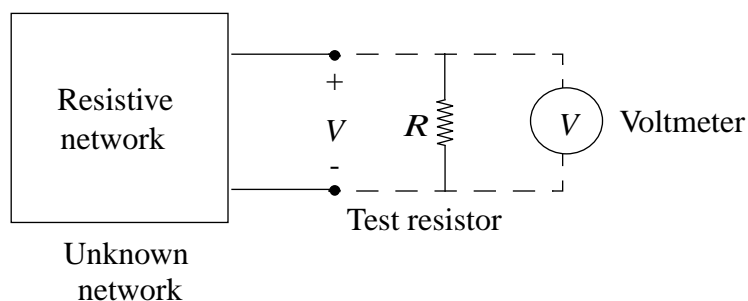 Resistive
network
+
V
-
R
V
Voltmeter
Test resistor
Unknown
network